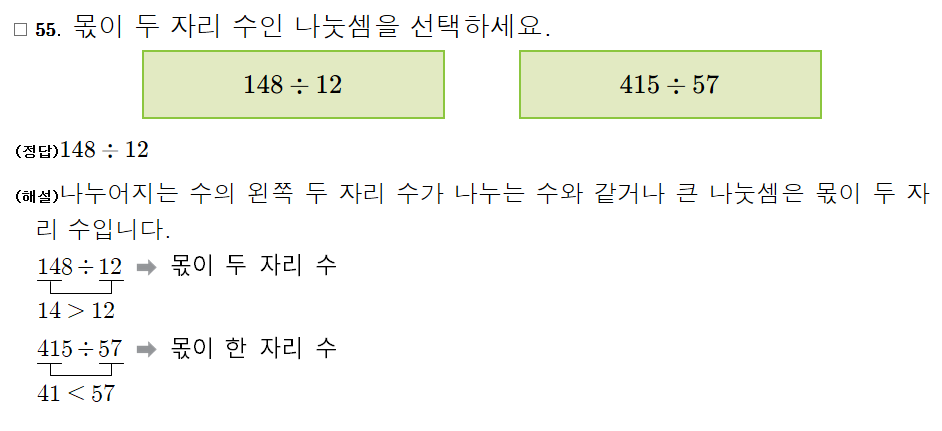 □ 55. 몫이 두 자리 수인 나눗셈을 선택하세요.
148÷12 415÷57
(정답)148÷12
(해설)나누어지는 수의 왼쪽 두 자리 수가 나누는 수와 같거나 큰 나눗셈은 몫이 두 자
리 수입니다.
148÷12 ➡ 몫이 두 자리 수
14>12
415÷57 ➡ 몫이 한 자리 수
41<57